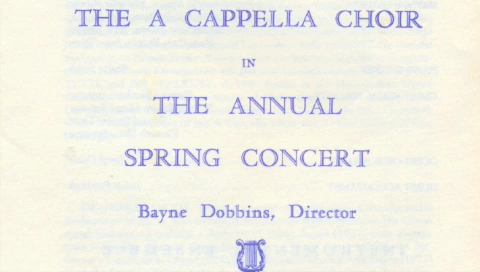 THE A CAPPELLA CHOIR
IN
THE ANNUAL
SPRING CONCERT
Bayne Dobbins, Director